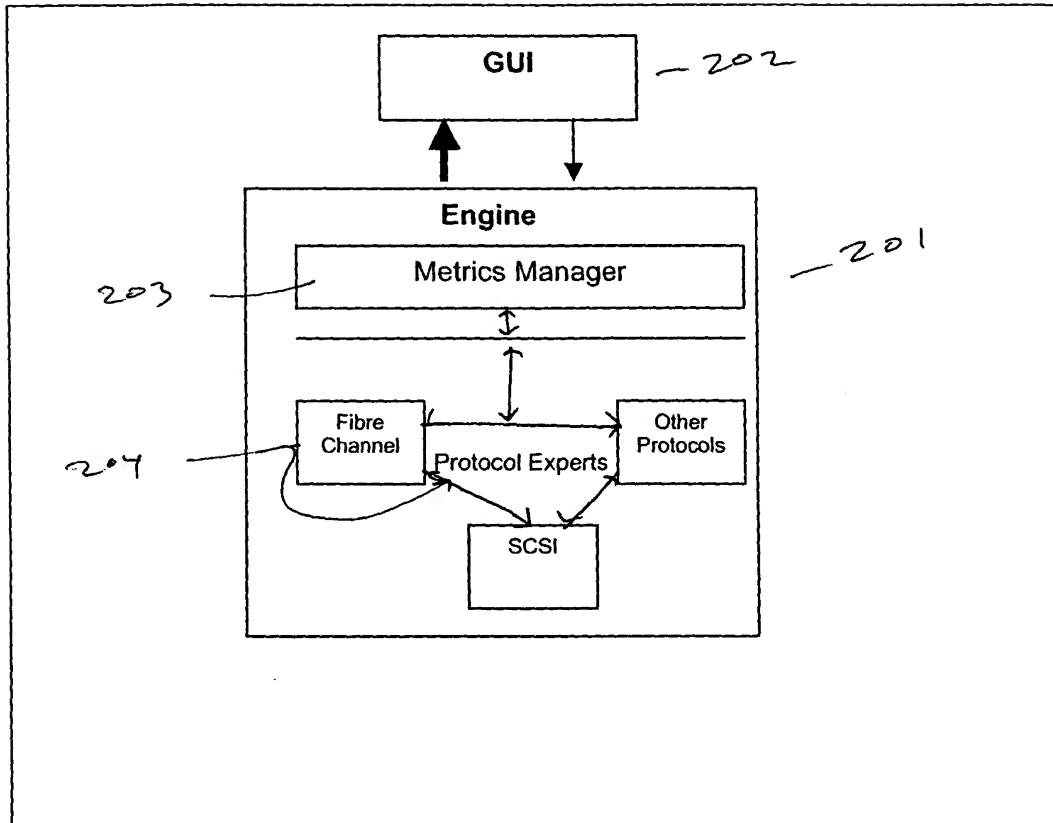 GUI
202
Engine
201
Metrics Manager
203
Fibre
Channel
Other
Protocols
204
Protocol Experts
SCSI